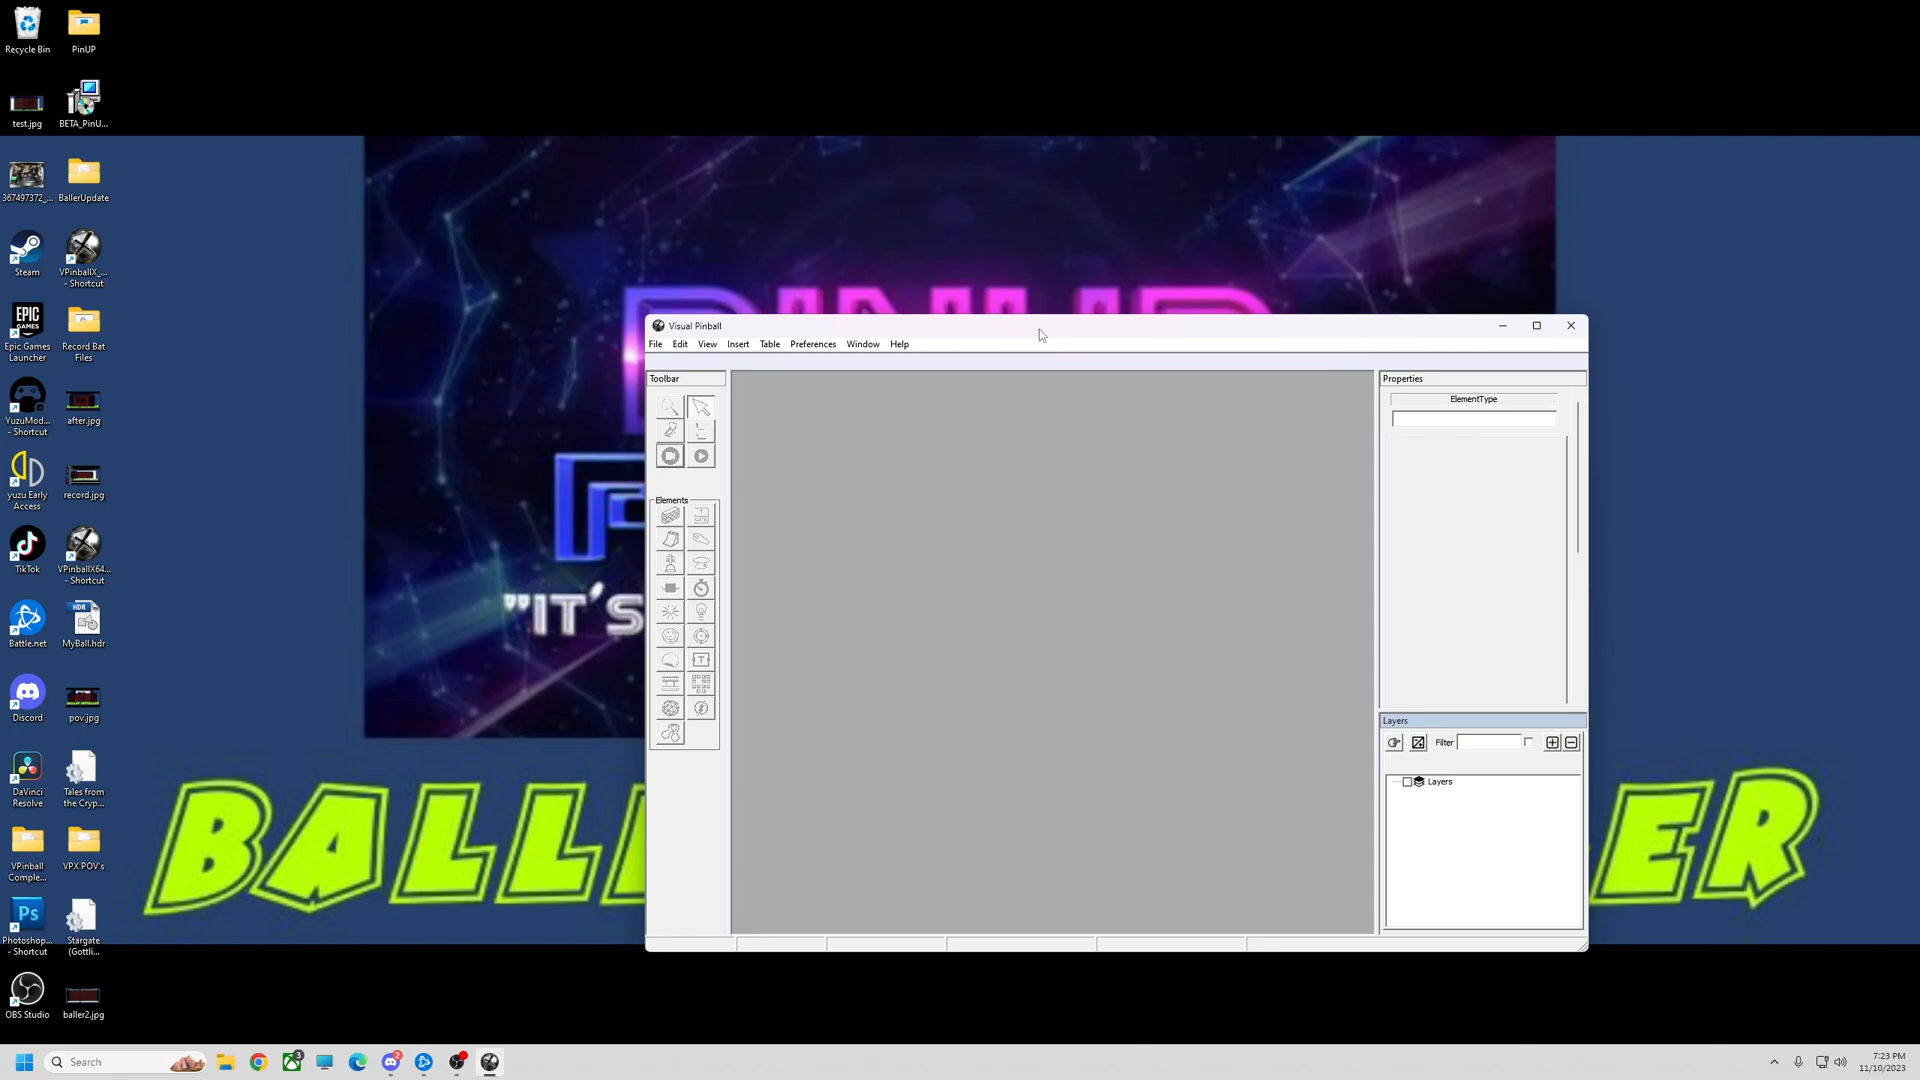 Recycle Bin
PinUP
test.jpg
BETA_PinU...
367497372_...
BallerUpdate
Steam
VPinballX_...
- Shortcut
EPIC
GAMES
Epic Games
Launcher
Record Bat
Files
YuzuMod...
- Shortcut
after.jpg
yuzu Early
Access
record.jpg
TikTok
VPinballX64...
- Shortcut
Battle.net
HDR
MyBall.hdr
Discord
pov.jpg
DaVinci
Resolve
Tales from
the Cryp...
VPinball
Comple...
VPX POV's
Ps
Photoshop...
- Shortcut
Stargate
(Gottli...
OBS Studio
baller2.jpg
"IT'S
BALL
ER
Visual Pinball
File Edit View Insert Table Preferences Window Help
Toolbar
Elements
T
Properties
ElementType
Layers
Filter
Layers
Search
3
2
7:23 PM
11/10/2023